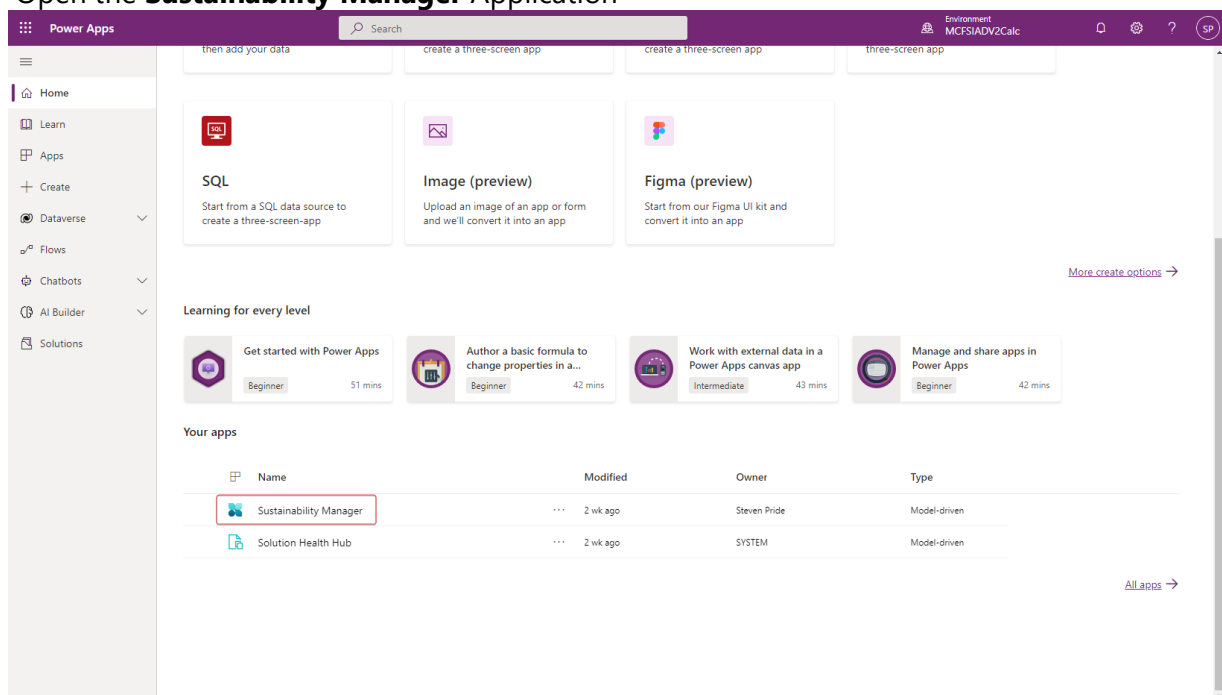 Open the Sustainability Manager Application
Power Apps
Search
Environment
MCFSIADV2Calc
?
SP
then add your data
create a three-screen app
create a three-screen app
three-screen app
Home
Learn
Apps
Create
Dataverse
Flows
Chatbots
AI Builder
Solutions
SQL
SQL
Start from a SQL data source to
create a three-screen-app
Image (preview)
Upload an image of an app or form
and we'll convert it into an app
Figma (preview)
Start from our Figma UI kit and
convert it into an app
More create options →
Learning for every level
Get started with Power Apps
Beginner 51 mins
Author a basic formula to
change properties in a...
Beginner 42 mins
Work with external data in a
Power Apps canvas app
Intermediate 43 mins
Manage and share apps in
Power Apps
Beginner 42 mins
Your apps
Name Modified Owner Type
Sustainability Manager ... 2 wk ago Steven Pride Model-driven
Solution Health Hub ... 2 wk ago SYSTEM Model-driven
All apps →